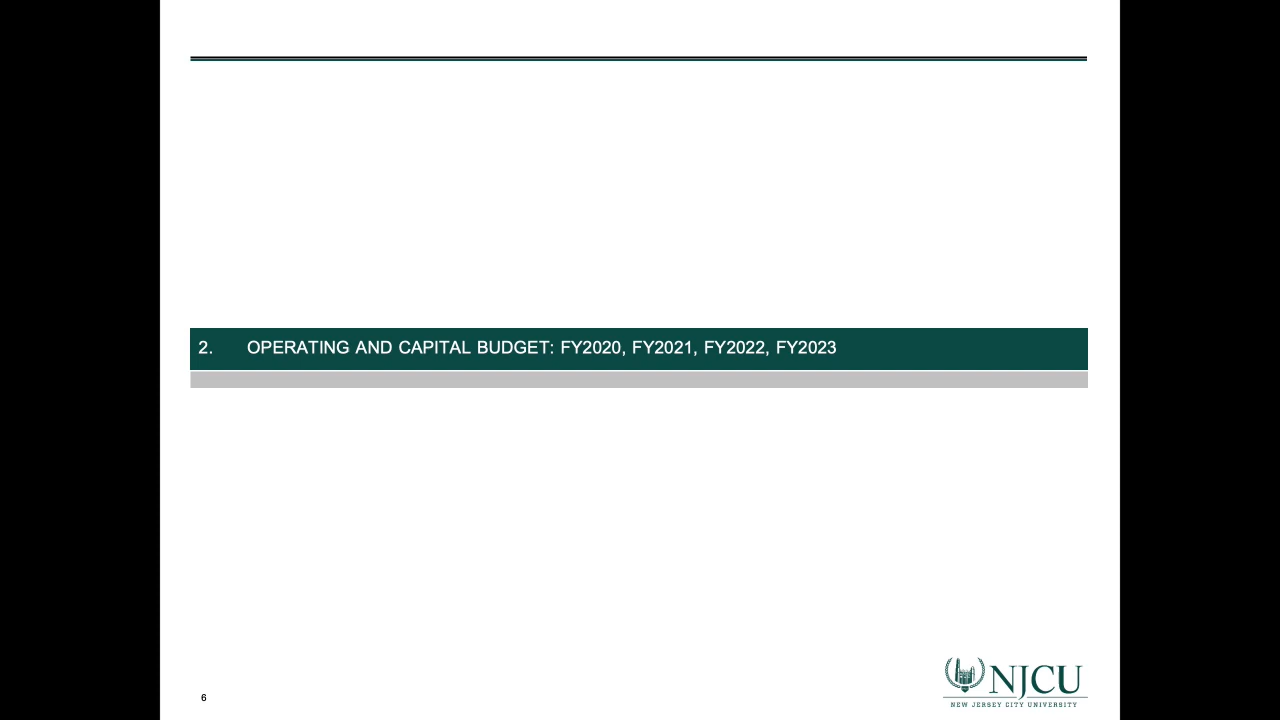 2. OPERATING AND CAPITAL BUDGET: FY2020, FY2021, FY2022, FY2023
6
NJCU
NEW JERSEY CITY UNIVERSITY